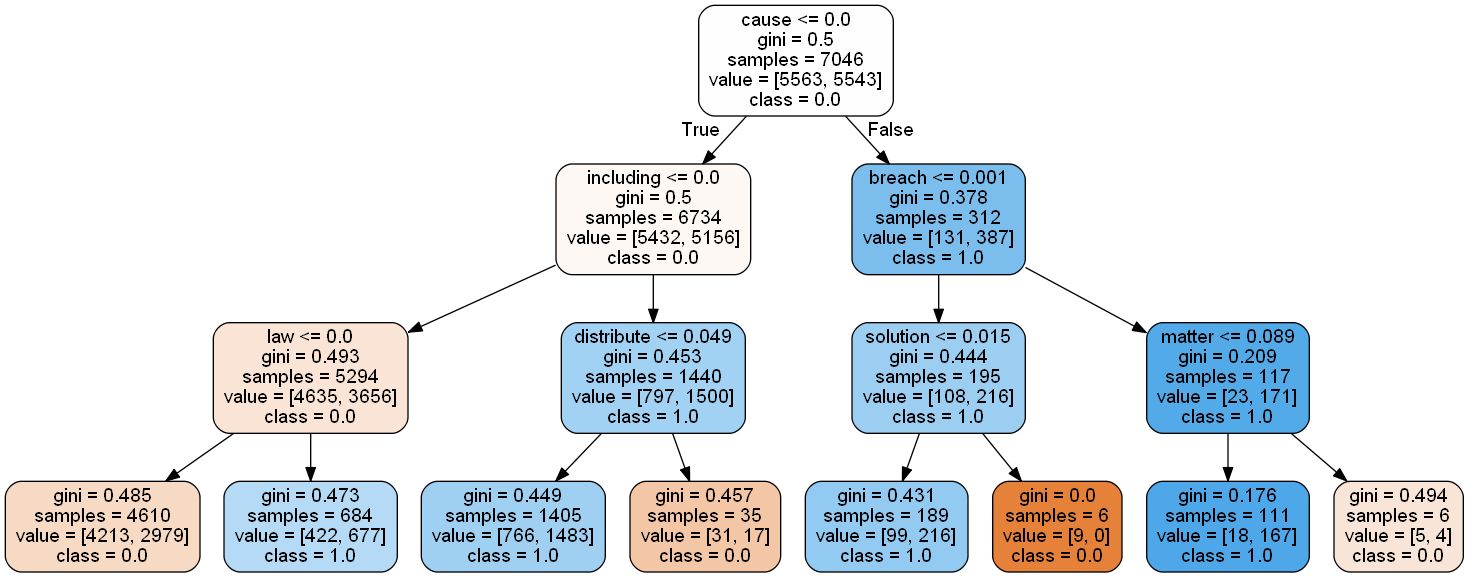 cause <= 0.0
gini = 0.5
samples = 7046
value = [5563, 5543]
class = 0.0
True
False
including <= 0.0
gini = 0.5
samples = 6734
value = [5432, 5156]
class = 0.0
breach <= 0.001
gini = 0.378
samples = 312
value = [131, 387]
class = 1.0
law <= 0.0
gini = 0.493
samples = 5294
value = [4635, 3656]
class = 0.0
distribute <= 0.049
gini = 0.453
samples = 1440
value = [797, 1500]
class = 1.0
solution <= 0.015
gini = 0.444
samples = 195
value = [108, 216]
class = 1.0
matter <= 0.089
gini = 0.209
samples = 117
value = [23, 171]
class = 1.0
gini = 0.485
samples = 4610
value = [4213, 2979]
class = 0.0
gini = 0.473
samples = 684
value = [422, 677]
class = 1.0
gini = 0.449
samples = 1405
value = [766, 1483]
class = 1.0
gini = 0.457
samples = 35
value = [31, 17]
class = 0.0
gini = 0.431
samples = 189
value = [99, 216]
class = 1.0
gini = 0.0
samples = 6
value = [9, 0]
class = 0.0
gini = 0.176
samples = 111
value = [18, 167]
class = 1.0
gini = 0.494
samples = 6
value = [5, 4]
class = 0.0